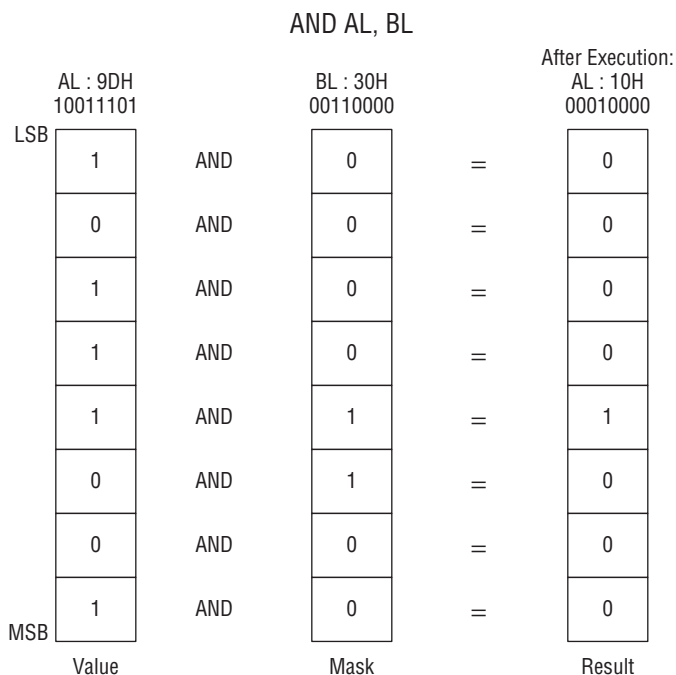 AND AL, BL
After Execution:
AL : 9DH BL : 30H AL : 10H
10011101 00110000 00010000
LSB
1 AND 0 = 0
0 AND 0 = 0
1 AND 0 = 0
1 AND 0 = 0
1 AND 1 = 1
0 AND 1 = 0
0 AND 0 = 0
1 AND 0 = 0
MSB
Value Mask Result